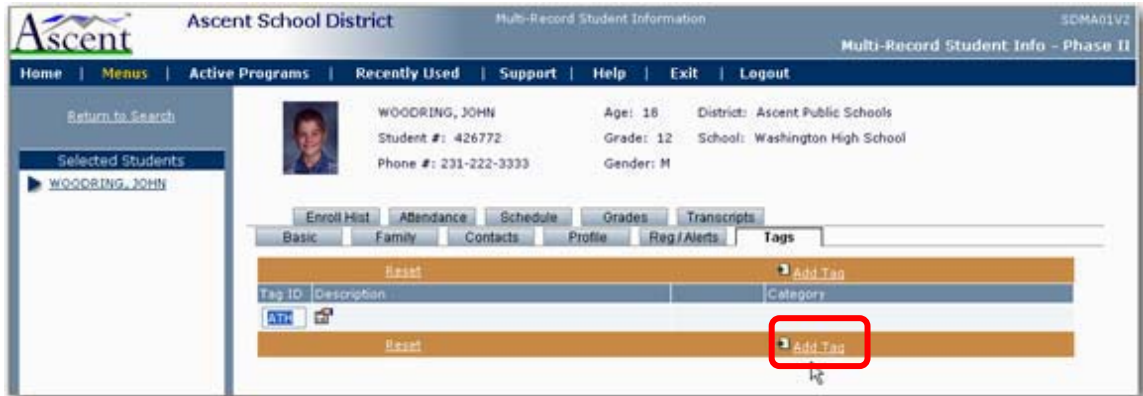 Ascent
Ascent School District
Multi-Record Student Information
SDMA01V2
Multi-Record Student Info - Phase II
Home | Menus | Active Programs | Recently Used | Support | Help | Exit | Logout
Return to Search
Selected Students
WOODRING, JOHN
WOODRING, JOHN Age: 18 District: Ascent Public Schools
Student #: 426772 Grade: 12 School: Washington High School
Phone #: 231-222-3333 Gender: M
Enroll Hist Attendance Schedule Grades Transcripts
Basic Family Contacts Profile Reg / Alerts Tags
Reset Add Tag
Tag ID Description Category
ATH
Reset Add Tag